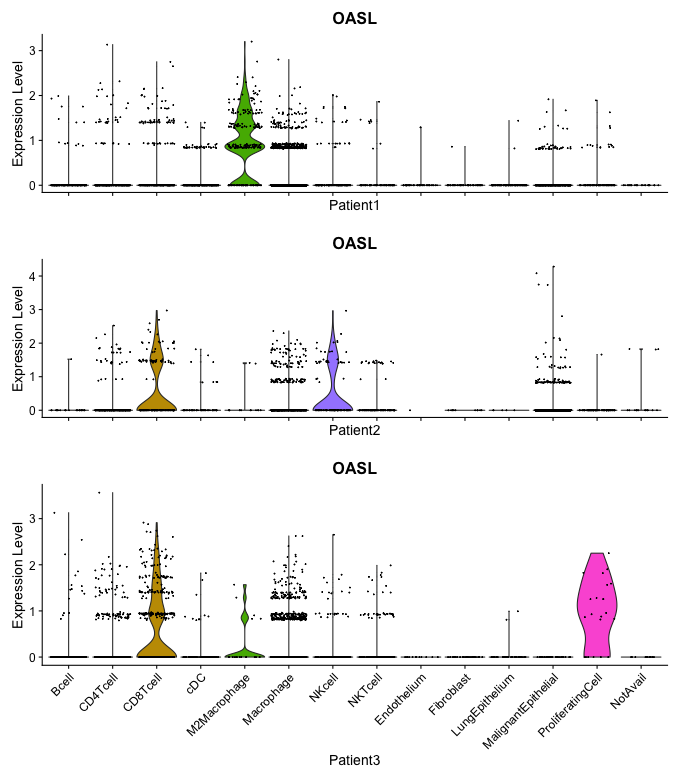 OASL
Expression Level
3
2
1
0
Patient1
OASL
Expression Level
4
3
2
1
0
Patient2
OASL
Expression Level
3
2
1
0
Bcell
CD4Tcell
CD8Tcell
cDC
M2Macrophage
Macrophage
NKcell
NKTcell
Endothelium
Fibroblast
LungEpithelium
MalignantEpithelial
ProliferatingCell
NotAvail
Patient3